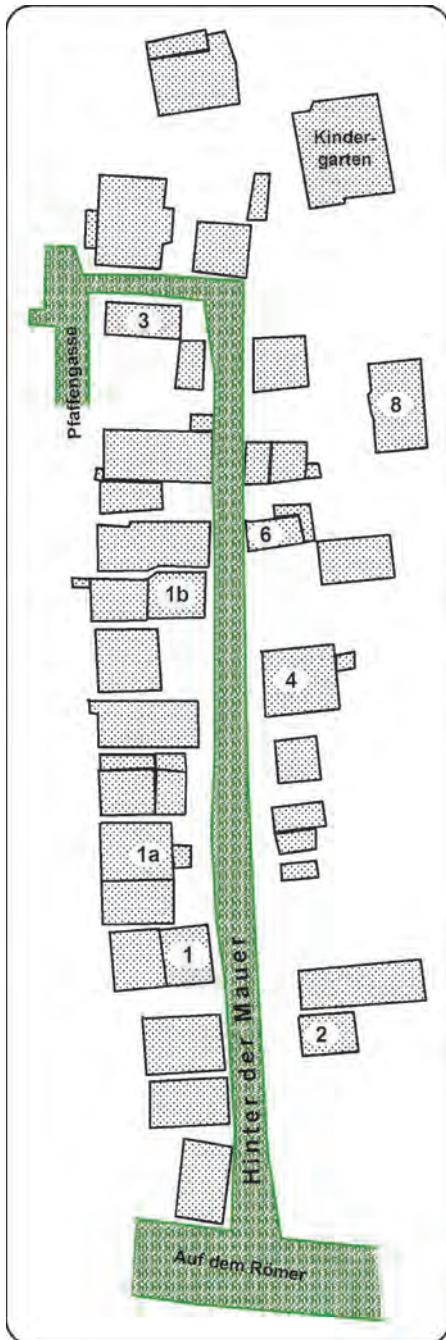 Kinder-
garten
3
Pfaffengasse
8
6
1b
4
1a
1
Hinter der Mauer
2
Auf dem Römer